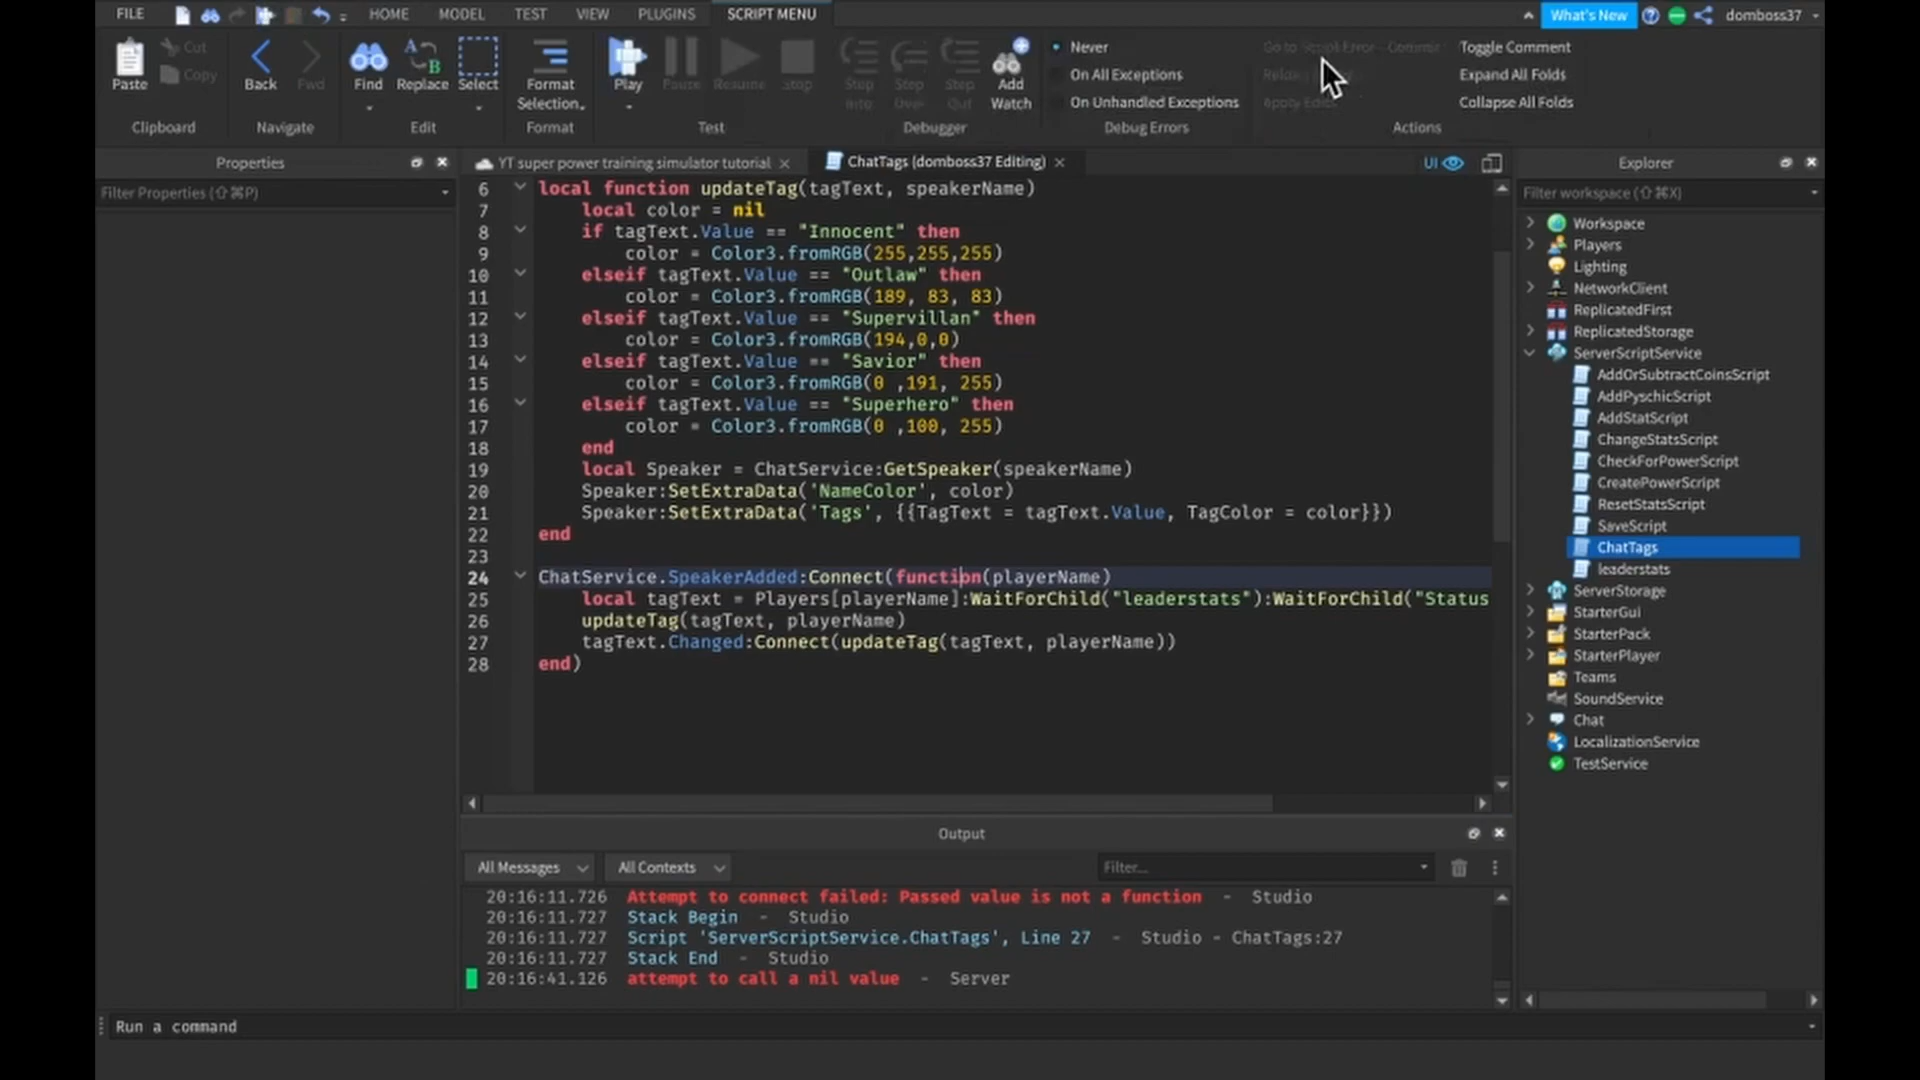 FILE HOME MODEL TEST VIEW PLUGINS SCRIPT MENU What's New domboss37
Paste Cut Copy Back Fwd Find Replace Select Format Selection Play Pause Resume Stop Step Into Step Over Step Out Add Watch
Never
On All Exceptions
On Unhandled Exceptions
Go to Script Error
Toggle Comment
Expand All Folds
Collapse All Folds
Clipboard Navigate Edit Format Test Debugger Debug Errors Actions
Properties
Filter Properties (⇧⌘P)
YT super power training simulator tutorial
ChatTags (domboss37 Editing)
UI
6 local function updateTag(tagText, speakerName)
7 local color = nil
8 if tagText.Value == "Innocent" then
9 color = Color3.fromRGB(255,255,255)
10 elseif tagText.Value == "Outlaw" then
11 color = Color3.fromRGB(189, 83, 83)
12 elseif tagText.Value == "Supervillan" then
13 color = Color3.fromRGB(194,0,0)
14 elseif tagText.Value == "Savior" then
15 color = Color3.fromRGB(0 ,191, 255)
16 elseif tagText.Value == "Superhero" then
17 color = Color3.fromRGB(0 ,100, 255)
18 end
19 local Speaker = ChatService:GetSpeaker(speakerName)
20 Speaker:SetExtraData('NameColor', color)
21 Speaker:SetExtraData('Tags', {{TagText = tagText.Value, TagColor = color}})
22 end
23
24 ChatService.SpeakerAdded:Connect(function(playerName)
25 local tagText = Players[playerName]:WaitForChild("leaderstats"):WaitForChild("Status
26 updateTag(tagText, playerName)
27 tagText.Changed:Connect(updateTag(tagText, playerName))
28 end)
Output
All Messages All Contexts Filter...
20:16:11.726 Attempt to connect failed: Passed value is not a function - Studio
20:16:11.727 Stack Begin - Studio
20:16:11.727 Script 'ServerScriptService.ChatTags', Line 27 - Studio - ChatTags:27
20:16:11.727 Stack End - Studio
20:16:41.126 attempt to call a nil value - Server
Run a command
Explorer
Filter workspace (⇧⌘X)
Workspace
Players
Lighting
NetworkClient
ReplicatedFirst
ReplicatedStorage
ServerScriptService
AddOrSubtractCoinsScript
AddPyschicScript
AddStatScript
ChangeStatsScript
CheckForPowerScript
CreatePowerScript
ResetStatsScript
SaveScript
ChatTags
leaderstats
ServerStorage
StarterGui
StarterPack
StarterPlayer
Teams
SoundService
Chat
LocalizationService
TestService